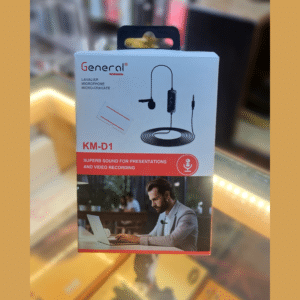 General®
LAVALIER
MICROPHONE
KM-D1
SUPERB SOUND FOR PRESENTATIONS
AND VIDEO RECORDING